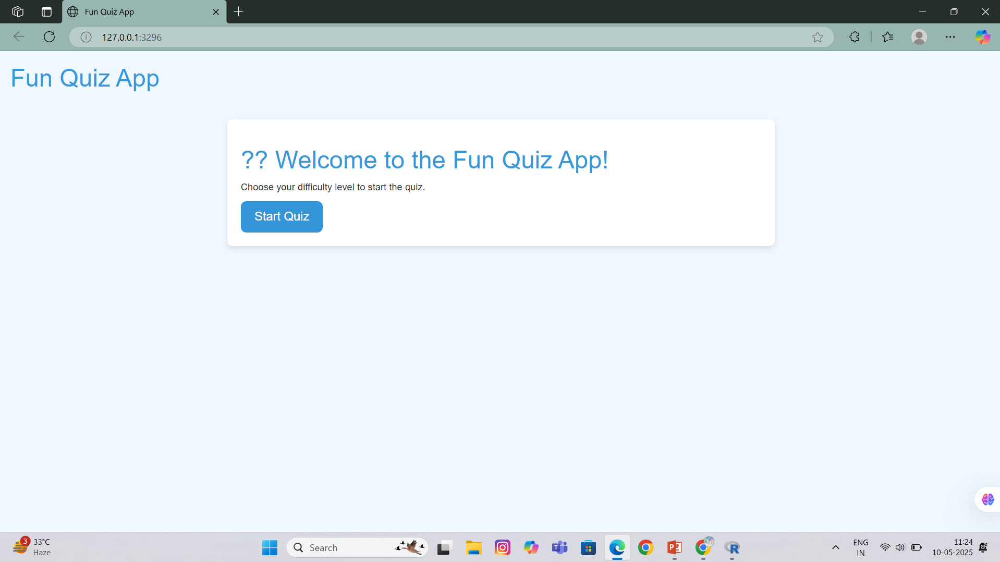 Fun Quiz App
127.0.0.1:3296
Fun Quiz App
?? Welcome to the Fun Quiz App!
Choose your difficulty level to start the quiz.
Start Quiz
3
33°C
Haze
Search
ENG
IN
11:24
10-05-2025